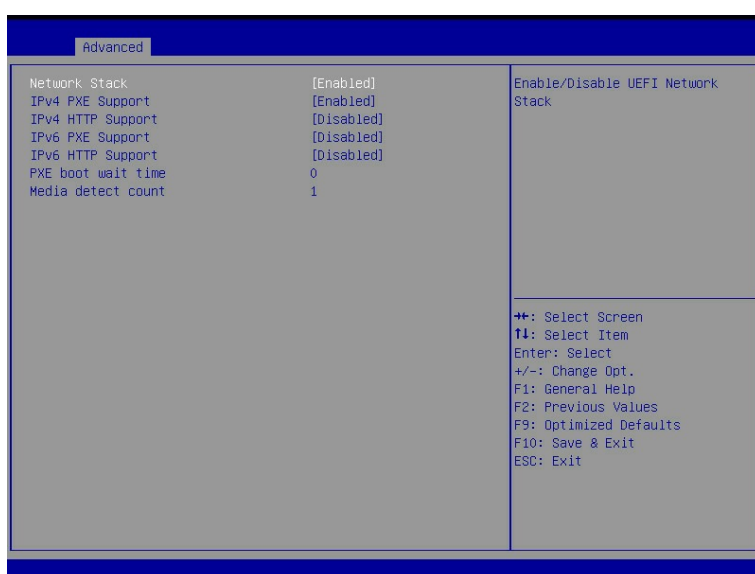 Advanced
Network Stack [Enabled]
IPv4 PXE Support [Enabled]
IPv4 HTTP Support [Disabled]
IPv6 PXE Support [Disabled]
IPv6 HTTP Support [Disabled]
PXE boot wait time 0
Media detect count 1
Enable/Disable UEFI Network
Stack
→←: Select Screen
↑↓: Select Item
Enter: Select
+/-: Change Opt.
F1: General Help
F2: Previous Values
F9: Optimized Defaults
F10: Save & Exit
ESC: Exit